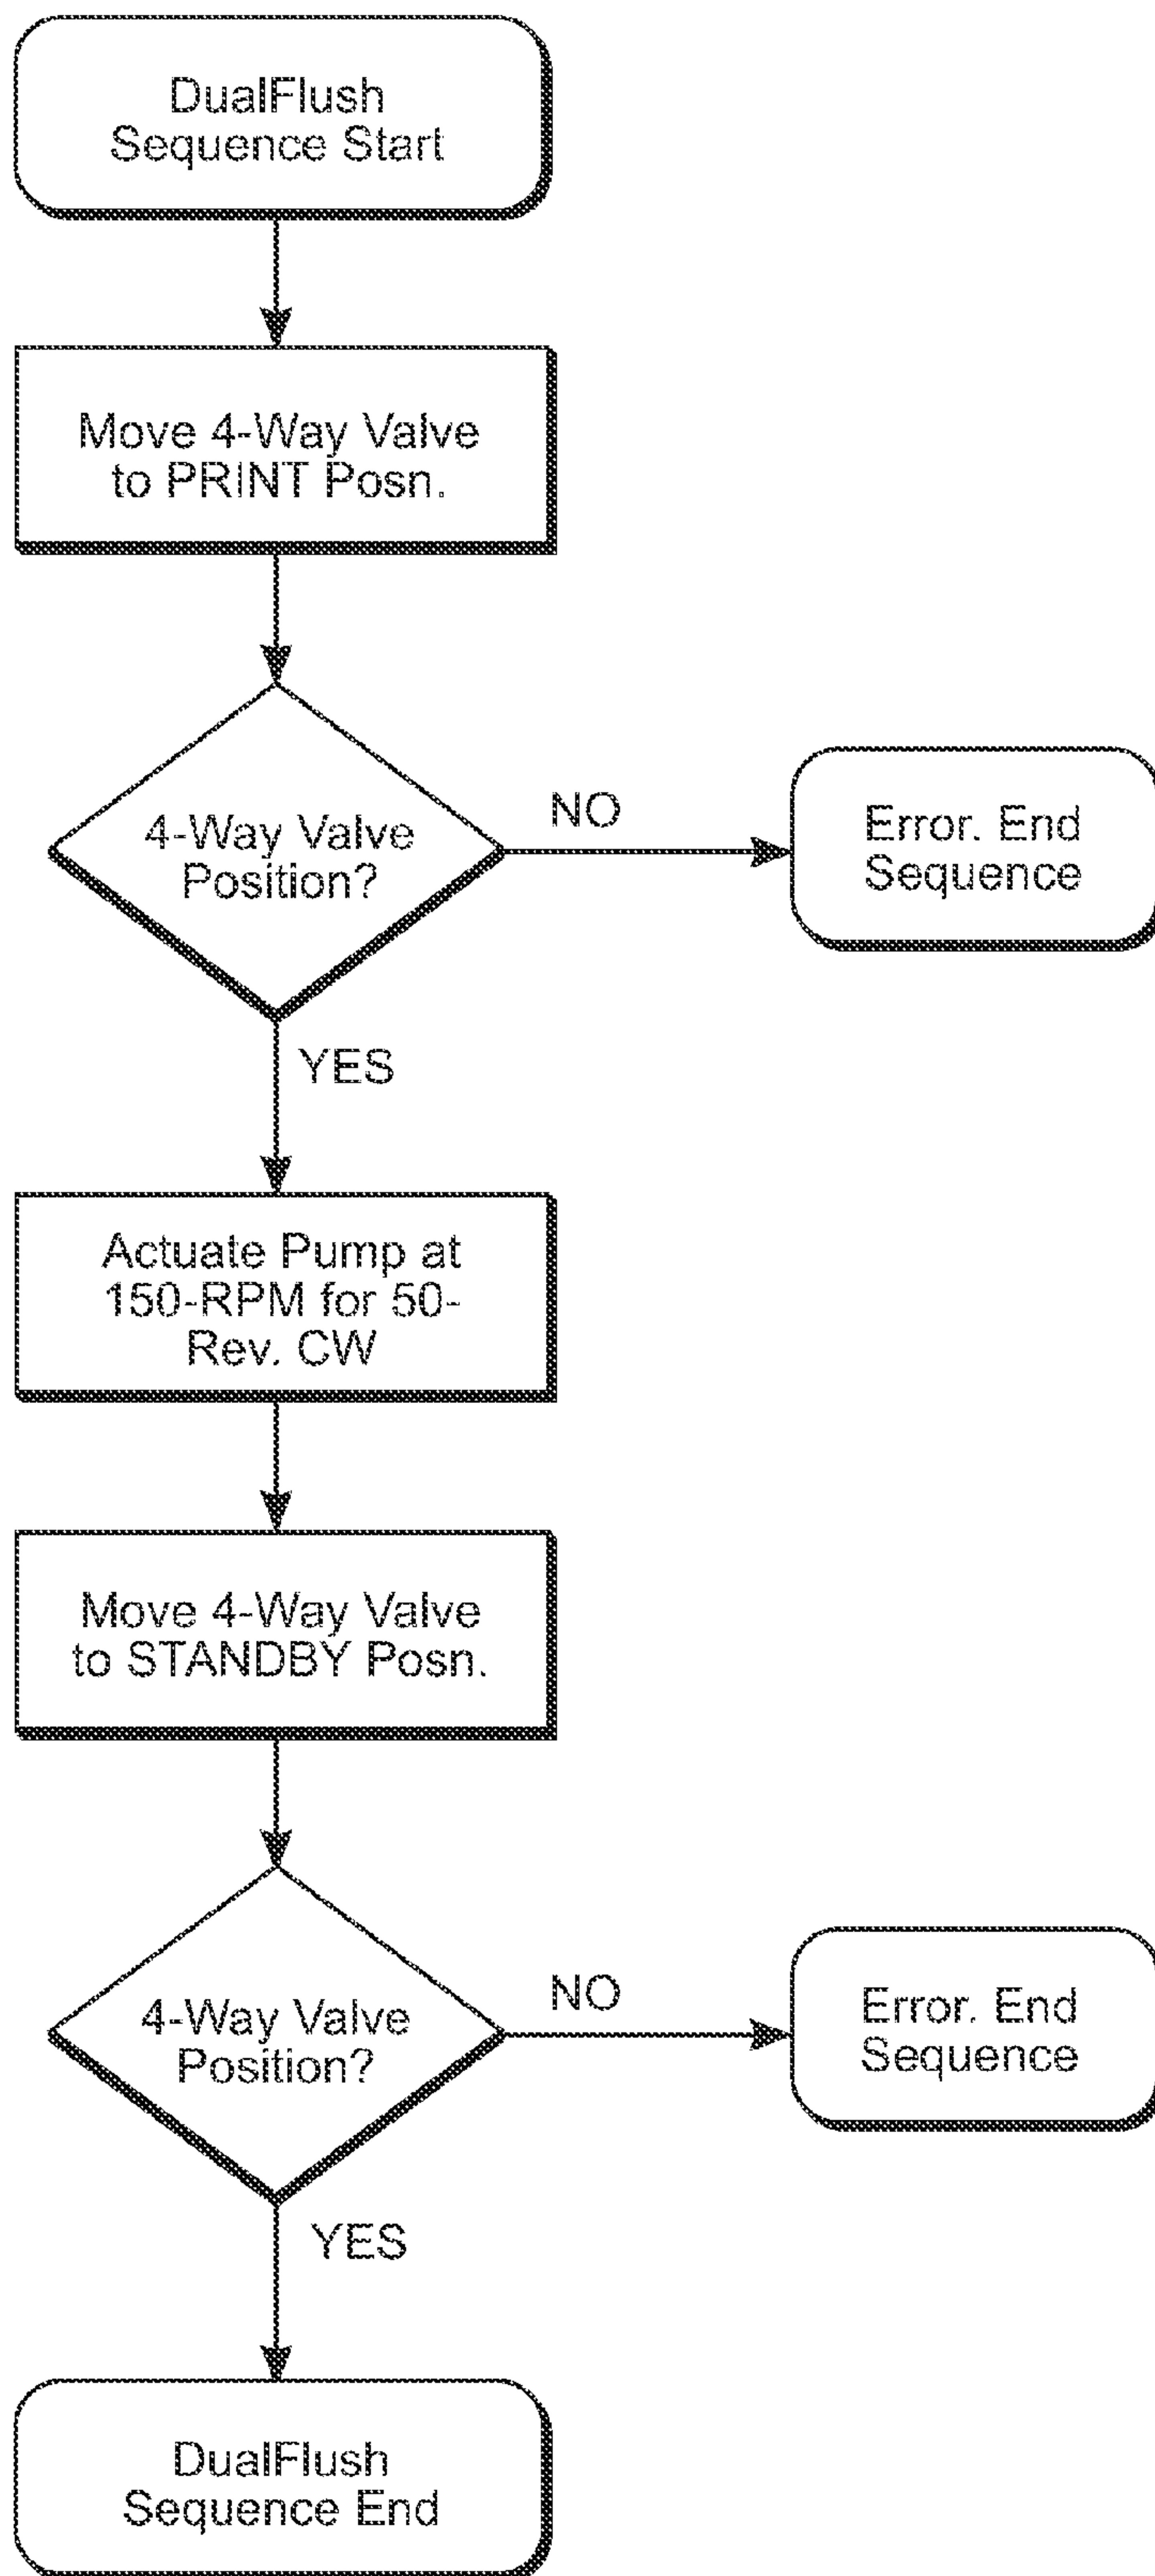 DualFlush
Sequence Start
Move 4-Way Valve
to PRINT Posn.
4-Way Valve
Position?
NO
Error. End
Sequence
YES
Actuate Pump at
150-RPM for 50-
Rev. CW
Move 4-Way Valve
to STANDBY Posn.
4-Way Valve
Position?
NO
Error. End
Sequence
YES
DualFlush
Sequence End